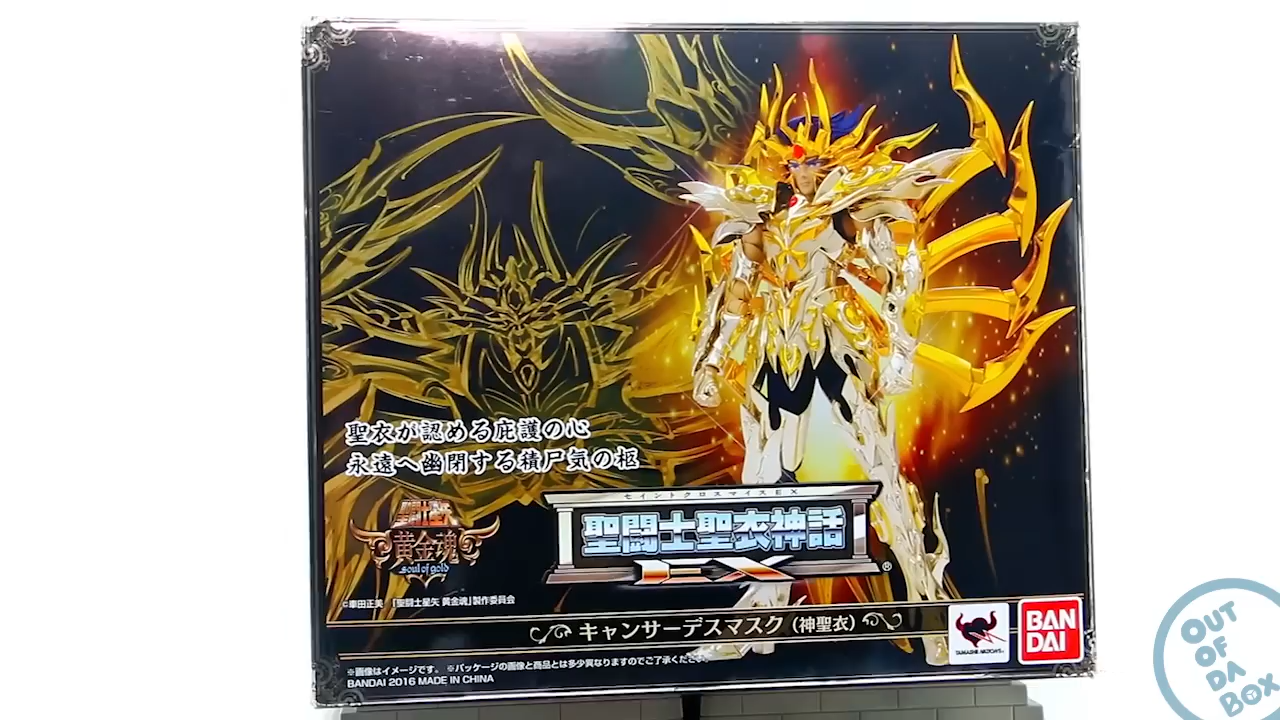 聖衣が認める庇護の心
永遠へ幽閉する積尸気の枢
聖闘士星矢
黄金魂
soul of gold
セイントクロスマイスEX
聖闘士聖衣神話
EX
®
©車田正美 「聖闘士星矢 黄金魂」製作委員会
キャンサーデスマスク(神聖衣)
TAMASHII NATIONS
BAN
DAI
※画像はイメージです。 ※パッケージの画像と商品とは多少異なりますのでご了承ください。
BANDAI 2016 MADE IN CHINA
OUT
OF
DA
BOX